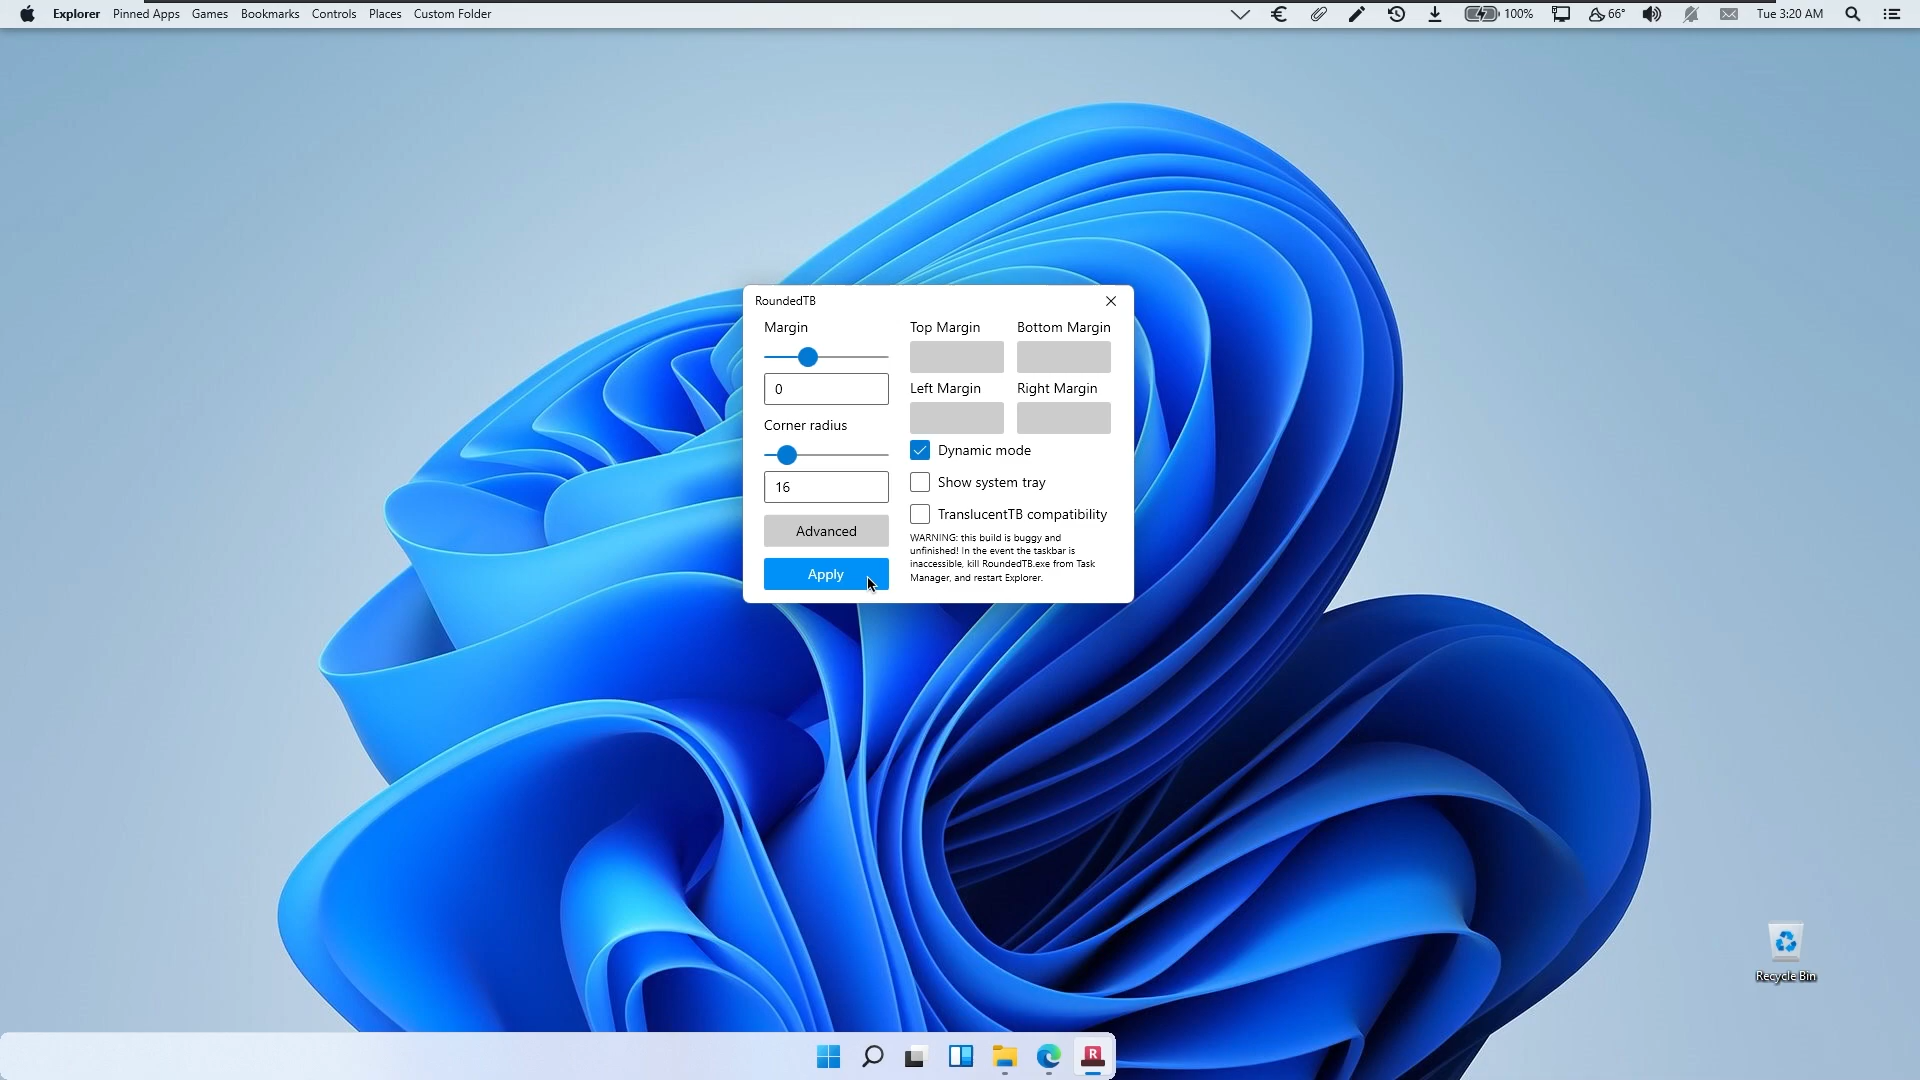 Explorer Pinned Apps Games Bookmarks Controls Places Custom Folder 100% 66° Tue 3:20 AM
RoundedTB
Margin
0
Corner radius
16
Advanced
Apply
Top Margin Bottom Margin
Left Margin Right Margin
Dynamic mode
Show system tray
TranslucentTB compatibility
WARNING: this build is buggy and
unfinished! In the event the taskbar is
inaccessible, kill RoundedTB.exe from Task
Manager, and restart Explorer.
Recycle Bin
R